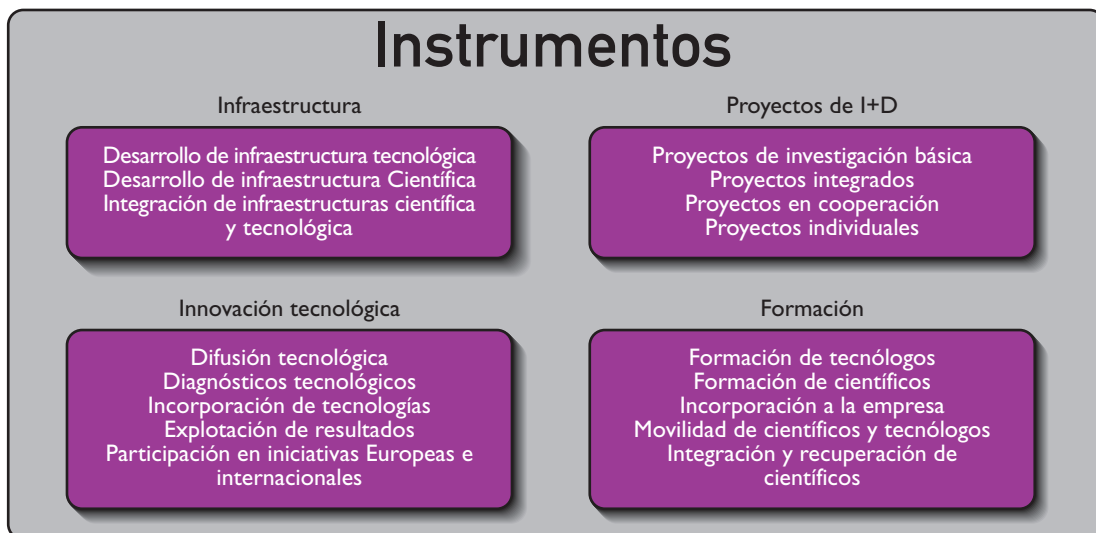 Instrumentos
Infraestructura
Desarrollo de infraestructura tecnológica
Desarrollo de infraestructura Científica
Integración de infraestructuras científica
y tecnológica
Proyectos de I+D
Proyectos de investigación básica
Proyectos integrados
Proyectos en cooperación
Proyectos individuales
Innovación tecnológica
Difusión tecnológica
Diagnósticos tecnológicos
Incorporación de tecnologías
Explotación de resultados
Participación en iniciativas Europeas e
internacionales
Formación
Formación de tecnólogos
Formación de científicos
Incorporación a la empresa
Movilidad de científicos y tecnólogos
Integración y recuperación de
científicos